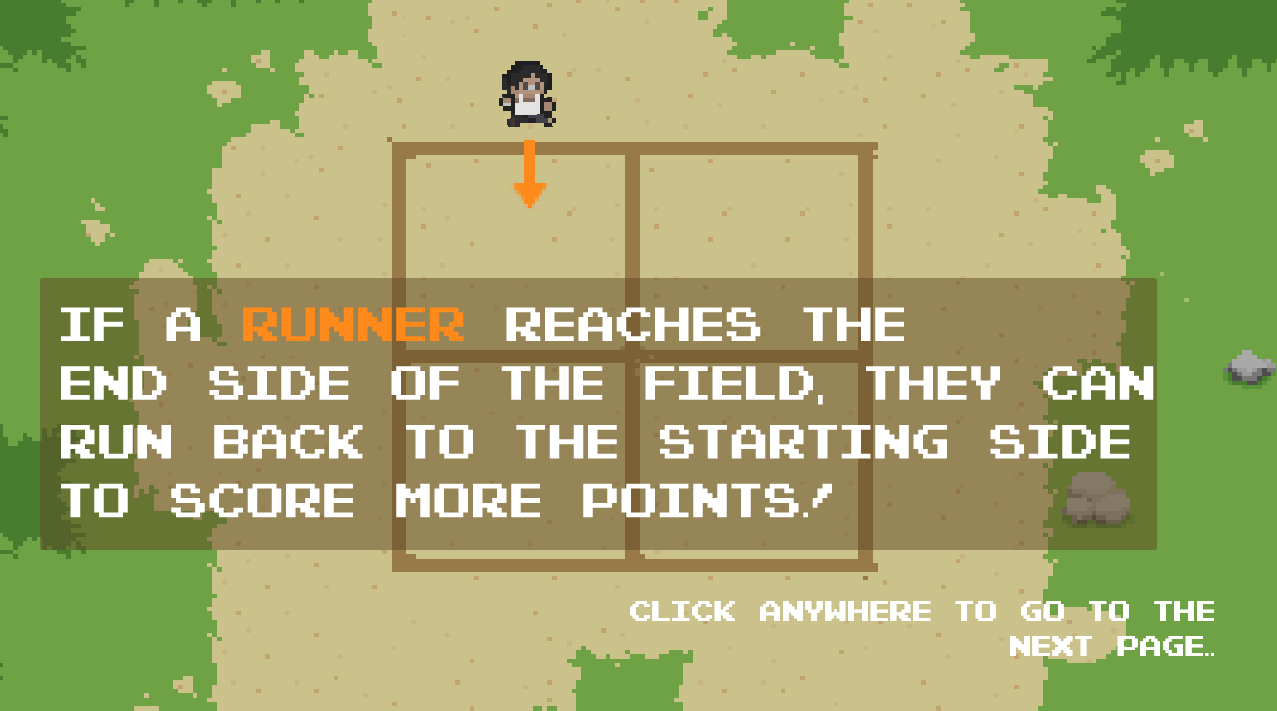 IF A RUNNER REACHES THE
END SIDE OF THE FIELD, THEY CAN
RUN BACK TO THE STARTING SIDE
TO SCORE MORE POINTS!
CLICK ANYWHERE TO GO TO THE
NEXT PAGE..